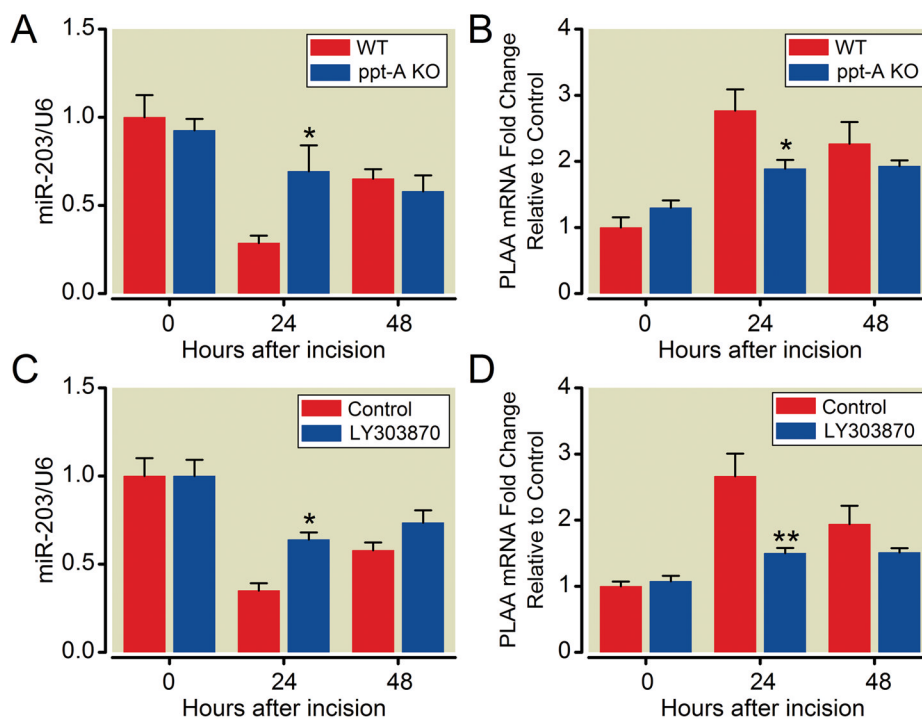 A
miR-203/U6
1.5
1.0
0.5
0.0
WT
ppt-A KO
*
0
24
48
Hours after incision
B
PLAA mRNA Fold Change
Relative to Control
4
3
2
1
0
WT
ppt-A KO
*
0
24
48
Hours after incision
C
miR-203/U6
1.5
1.0
0.5
0.0
Control
LY303870
*
0
24
48
Hours after incision
D
PLAA mRNA Fold Change
Relative to Control
4
3
2
1
0
Control
LY303870
**
0
24
48
Hours after incision